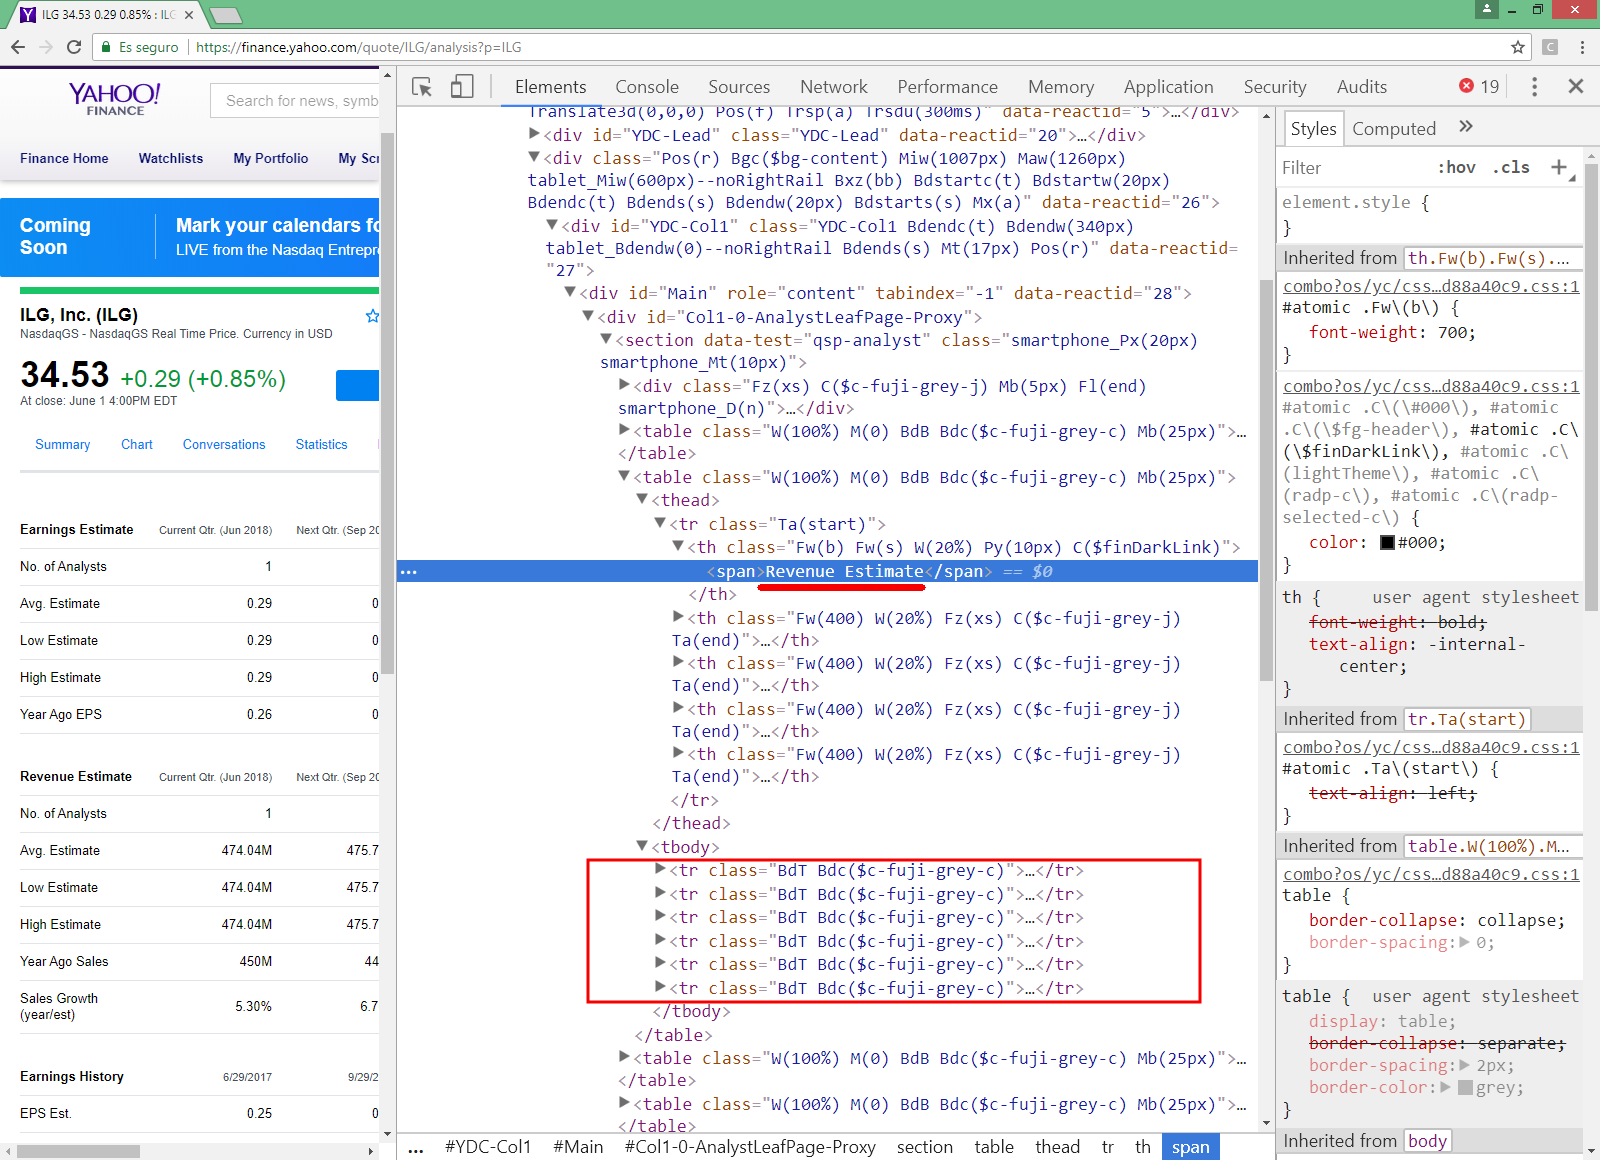 ILG 34.53 0.29 0.85% : ILG
Es seguro
https://finance.yahoo.com/quote/ILG/analysis?p=ILG
C
YAHOO!
FINANCE
Search for news, symb
Finance Home
Watchlists
My Portfolio
My Scr
Coming
Soon
Mark your calendars fo
LIVE from the Nasdaq Entrepre
ILG, Inc. (ILG)
NasdaqGS - NasdaqGS Real Time Price. Currency in USD
34.53 +0.29 (+0.85%)
At close: June 1 4:00PM EDT
Summary
Chart
Conversations
Statistics
Earnings Estimate Current Qtr. (Jun 2018) Next Qtr. (Sep 20
No. of Analysts 1
Avg. Estimate 0.29 0
Low Estimate 0.29 0
High Estimate 0.29 0
Year Ago EPS 0.26 0
Revenue Estimate Current Qtr. (Jun 2018) Next Qtr. (Sep 20
No. of Analysts 1
Avg. Estimate 474.04M 475.7
Low Estimate 474.04M 475.7
High Estimate 474.04M 475.7
Year Ago Sales 450M 44
Sales Growth
(year/est) 5.30% 6.7
Earnings History 6/29/2017 9/29/2
EPS Est. 0.25 0
Elements
Console
Sources
Network
Performance
Memory
Application
Security
Audits
19
Translate3d(0,0,0) Pos(f) Trsp(a) Trsdu(300ms)" data-reactid="5">…</div>
<div id="YDC-Lead" class="YDC-Lead" data-reactid="20">…</div>
<div class="Pos(r) Bgc($bg-content) Miw(1007px) Maw(1260px)
tablet_Miw(600px)--noRightRail Bxz(bb) Bdstartc(t) Bdstartw(20px)
Bdendc(t) Bdends(s) Bdendw(20px) Bdstarts(s) Mx(a)" data-reactid="26">
<div id="YDC-Col1" class="YDC-Col1 Bdendc(t) Bdendw(340px)
tablet_Bdendw(0)--noRightRail Bdends(s) Mt(17px) Pos(r)" data-reactid=
"27">
<div id="Main" role="content" tabindex="-1" data-reactid="28">
<div id="Col1-0-AnalystLeafPage-Proxy">
<section data-test="qsp-analyst" class="smartphone_Px(20px)
smartphone_Mt(10px)">
<div class="Fz(xs) C($c-fuji-grey-j) Mb(5px) Fl(end)
smartphone_D(n)">…</div>
<table class="W(100%) M(0) BdB Bdc($c-fuji-grey-c) Mb(25px)">…
</table>
<table class="W(100%) M(0) BdB Bdc($c-fuji-grey-c) Mb(25px)">
<thead>
<tr class="Ta(start)">
<th class="Fw(b) Fw(s) W(20%) Py(10px) C($finDarkLink)">
… <span>Revenue Estimate</span> == $0
</th>
<th class="Fw(400) W(20%) Fz(xs) C($c-fuji-grey-j)
Ta(end)">…</th>
<th class="Fw(400) W(20%) Fz(xs) C($c-fuji-grey-j)
Ta(end)">…</th>
<th class="Fw(400) W(20%) Fz(xs) C($c-fuji-grey-j)
Ta(end)">…</th>
<th class="Fw(400) W(20%) Fz(xs) C($c-fuji-grey-j)
Ta(end)">…</th>
</tr>
</thead>
<tbody>
<tr class="BdT Bdc($c-fuji-grey-c)">…</tr>
<tr class="BdT Bdc($c-fuji-grey-c)">…</tr>
<tr class="BdT Bdc($c-fuji-grey-c)">…</tr>
<tr class="BdT Bdc($c-fuji-grey-c)">…</tr>
<tr class="BdT Bdc($c-fuji-grey-c)">…</tr>
<tr class="BdT Bdc($c-fuji-grey-c)">…</tr>
</tbody>
</table>
<table class="W(100%) M(0) BdB Bdc($c-fuji-grey-c) Mb(25px)">…
</table>
<table class="W(100%) M(0) BdB Bdc($c-fuji-grey-c) Mb(25px)">…
</table>
… #YDC-Col1 #Main #Col1-0-AnalystLeafPage-Proxy section table thead tr th span
Styles
Computed
»
Filter
:hov .cls +
element.style {
}
Inherited from th.Fw(b).Fw(s).…
combo?os/yc/css…d88a40c9.css:1
#atomic .Fw\(b\) {
font-weight: 700;
}
combo?os/yc/css…d88a40c9.css:1
#atomic .C\(\#000\), #atomic
.C\(\$fg-header\), #atomic .C\
(\$finDarkLink\), #atomic .C\
(lightTheme\), #atomic .C\
(radp-c\), #atomic .C\(radp-
selected-c\) {
color: #000;
}
th { user agent stylesheet
font-weight: bold;
text-align: -internal-
center;
}
Inherited from tr.Ta(start)
combo?os/yc/css…d88a40c9.css:1
#atomic .Ta\(start\) {
text-align: left;
}
Inherited from table.W(100%).M…
combo?os/yc/css…d88a40c9.css:1
table {
border-collapse: collapse;
border-spacing: 0;
}
table { user agent stylesheet
display: table;
border-collapse: separate;
border-spacing: 2px;
border-color: grey;
}
Inherited from body